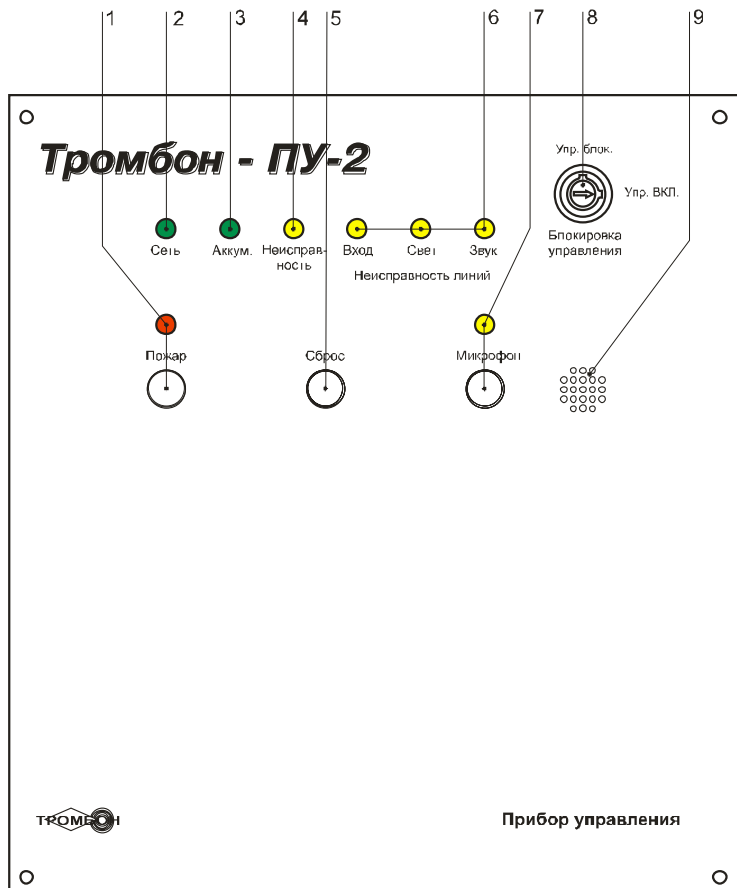 1 2 3 4 5 6 7 8 9
Тромбон - ПУ-2
Упр. блок.
Упр. ВКЛ.
Блокировка
управления
Сеть Аккум. Неисправ-
ность
Вход Свет Звук
Неисправность линий
Пожар Сброс Микрофон
ТРОМБОН
Прибор управления